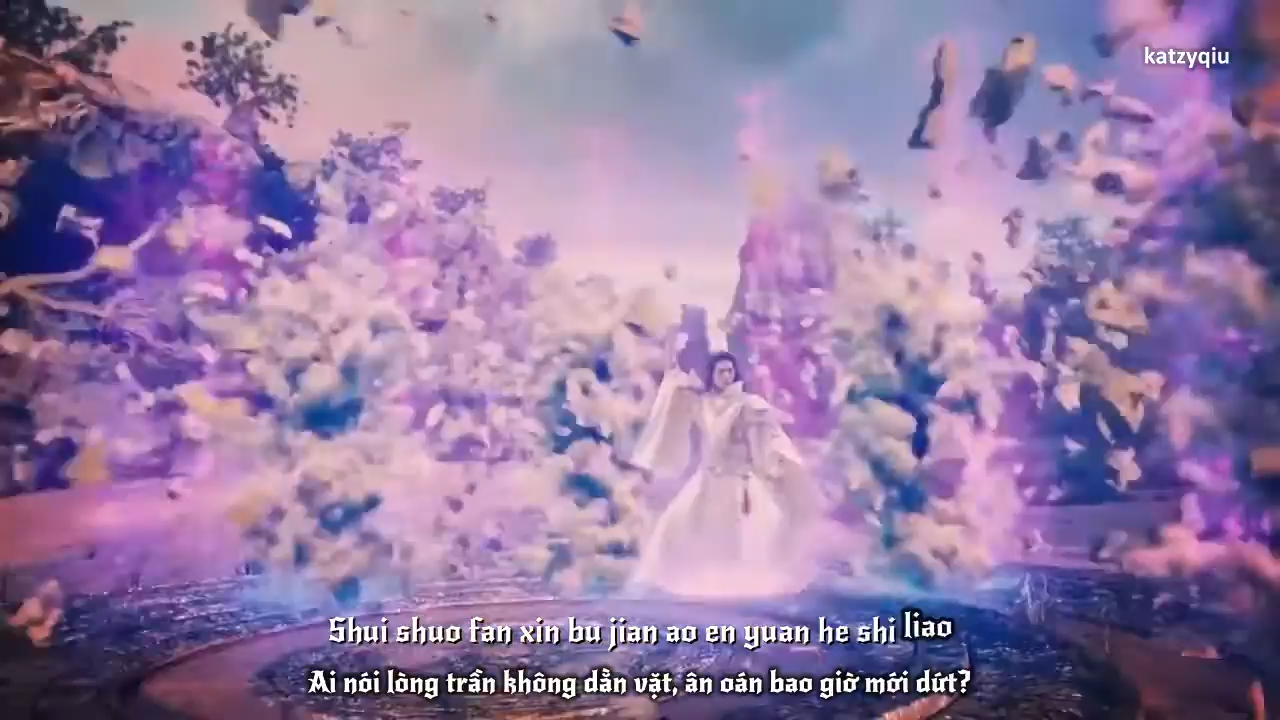 katzyqiu
Shui shuo fan xin bu jian ao en yuan he shi liao
Ai nói lòng trần không dằn vặt, ân oán bao giờ mới dứt?